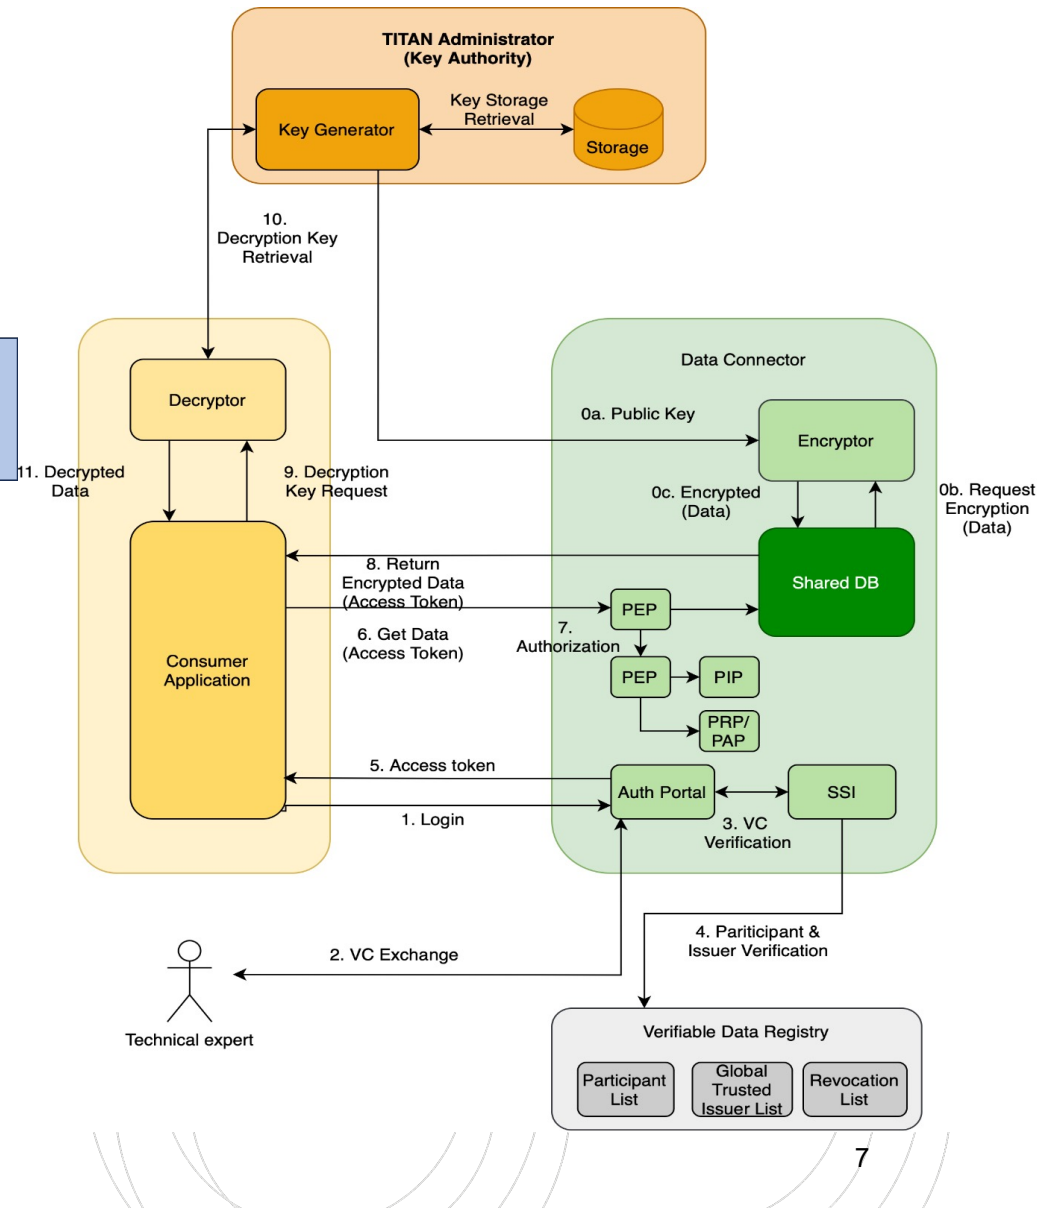 TITAN Administrator
(Key Authority)
Key Generator
Key Storage
Retrieval
Storage
10.
Decryption Key
Retrieval
Decryptor
11. Decrypted
Data
9. Decryption
Key Request
Consumer
Application
Data Connector
0a. Public Key
Encryptor
0c. Encrypted
(Data)
0b. Request
Encryption
(Data)
Shared DB
8. Return
Encrypted Data
(Access Token)
6. Get Data
(Access Token)
PEP
7.
Authorization
PEP
PIP
PRP/
PAP
5. Access token
1. Login
Auth Portal
SSI
3. VC
Verification
2. VC Exchange
4. Pariticipant &
Issuer Verification
Technical expert
Verifiable Data Registry
Participant
List
Global
Trusted
Issuer List
Revocation
List
7